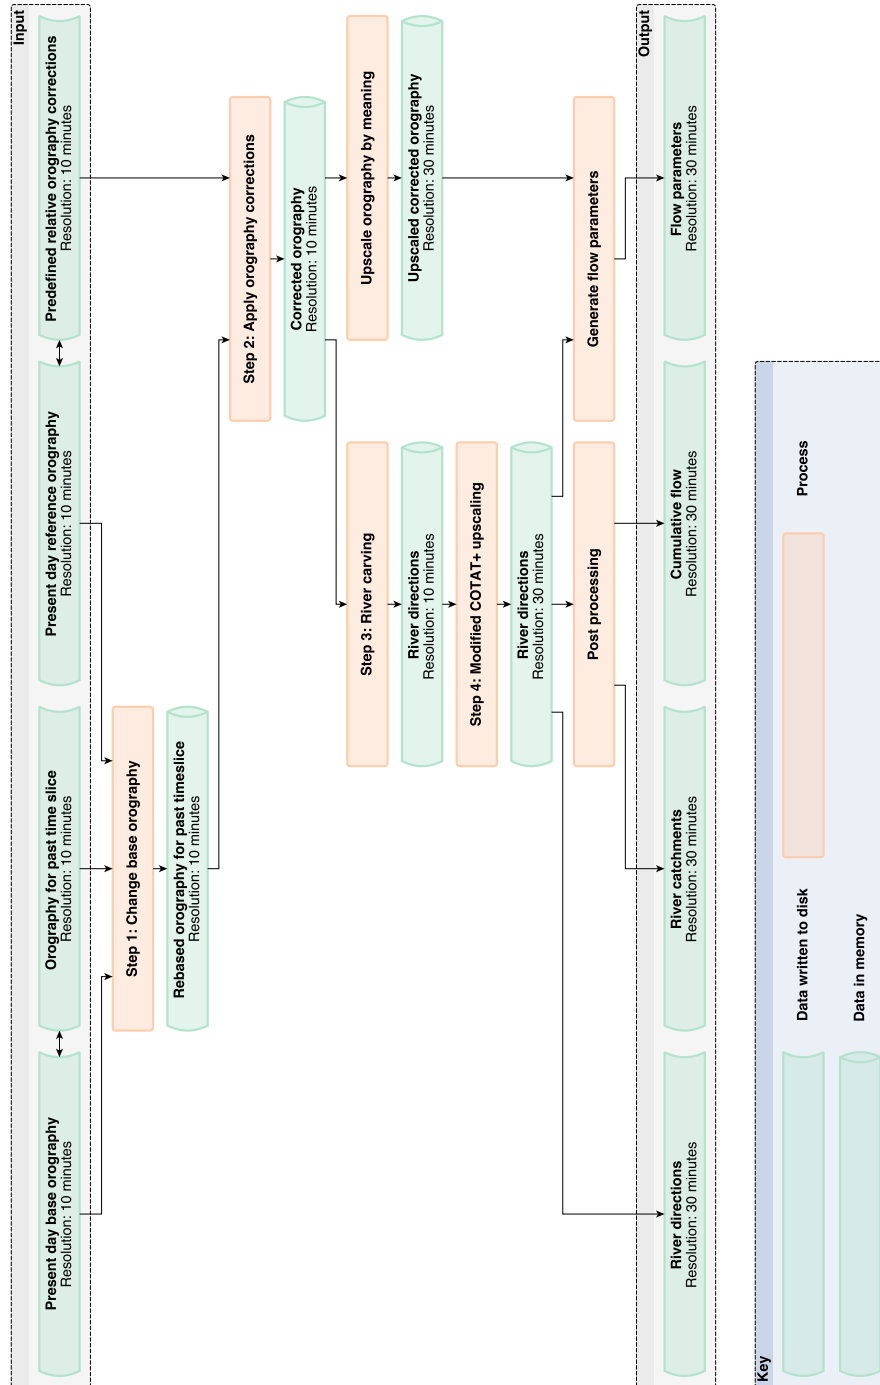 Input
Present day base orography
Resolution: 10 minutes
Orography for past time slice
Resolution: 10 minutes
Present day reference orography
Resolution: 10 minutes
Predefined relative orography corrections
Resolution: 10 minutes
Step 1: Change base orography
Rebased orography for past timeslice
Resolution: 10 minutes
Step 2: Apply orography corrections
Corrected orography
Resolution: 10 minutes
Step 3: River carving
Upscale orography by meaning
River directions
Resolution: 10 minutes
Upscaled corrected orography
Resolution: 30 minutes
Step 4: Modified COTAT+ upscaling
River directions
Resolution: 30 minutes
Post processing
Generate flow parameters
Output
River directions
Resolution: 30 minutes
River catchments
Resolution: 30 minutes
Cumulative flow
Resolution: 30 minutes
Flow parameters
Resolution: 30 minutes
Key
Data written to disk
Process
Data in memory